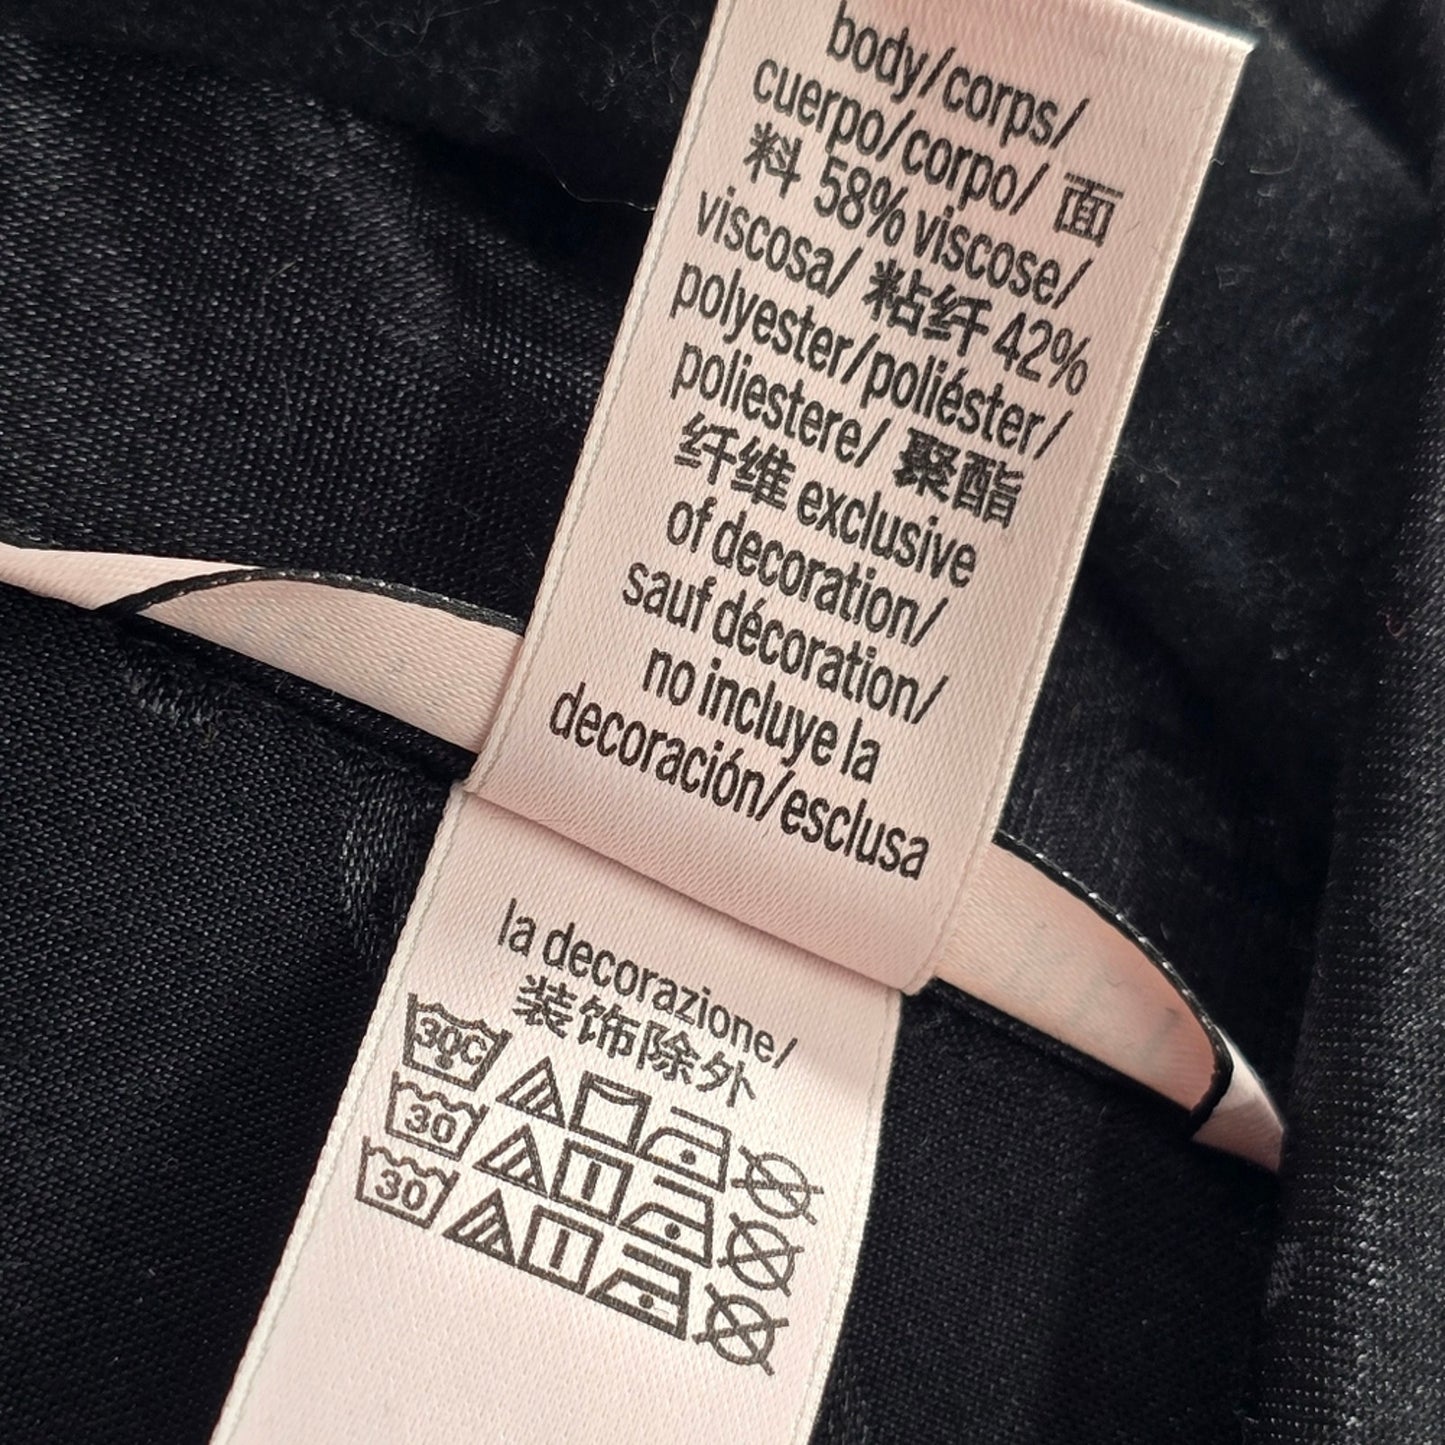 body/corps/
cuerpo/corpo/ 面
料 58% viscose/
viscosa/ 粘纤 42%
polyester/poliéster/
poliestere/ 聚酯
纤维 exclusive
of decoration/
sauf décoration/
no incluye la
decoración/esclusa
la decorazione/
装饰除外
30C
30
30